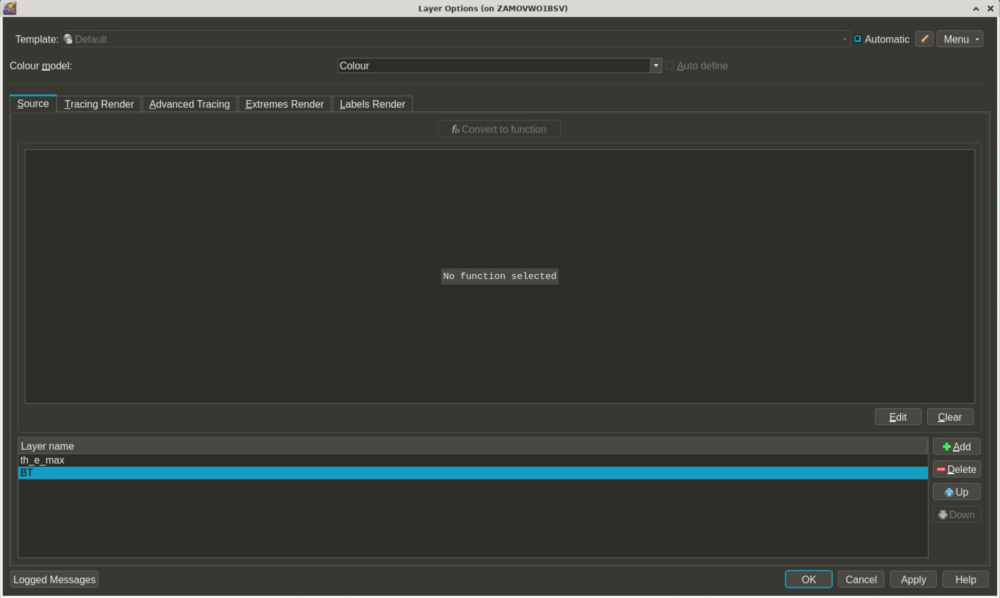 Layer Options (on ZAMOVWO1BSV)
Template: Default Automatic Menu
Colour model: Colour Auto define
Source Tracing Render Advanced Tracing Extremes Render Labels Render
Convert to function
No function selected
Edit Clear
Layer name
Add
th_e_max
BT
Delete
Up
Down
Logged Messages OK Cancel Apply Help